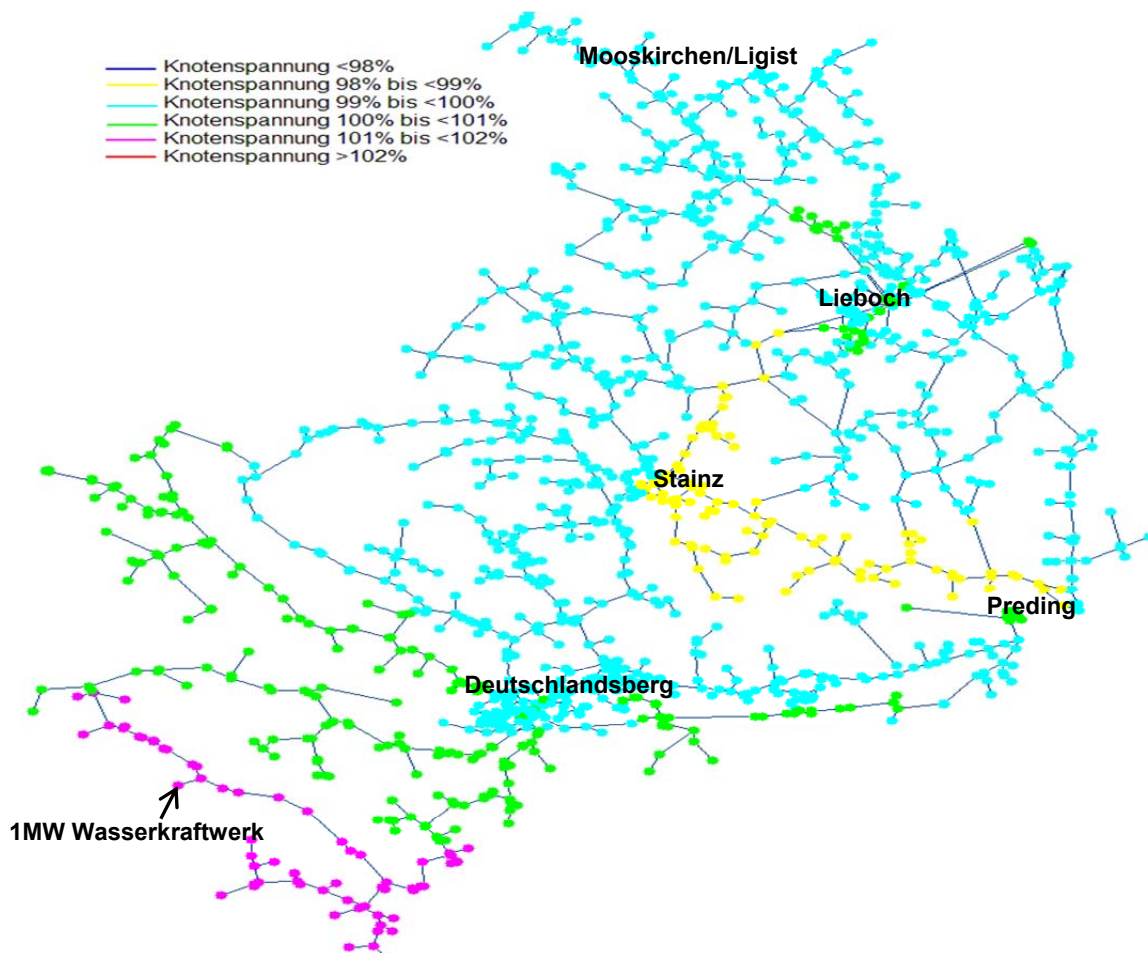 Mooskirchen/Ligist
Knotenspannung <98%
Knotenspannung 98% bis <99%
Knotenspannung 99% bis <100%
Knotenspannung 100% bis <101%
Knotenspannung 101% bis <102%
Knotenspannung >102%
Lieboch
Stainz
Preding
Deutschlandsberg
1MW Wasserkraftwerk